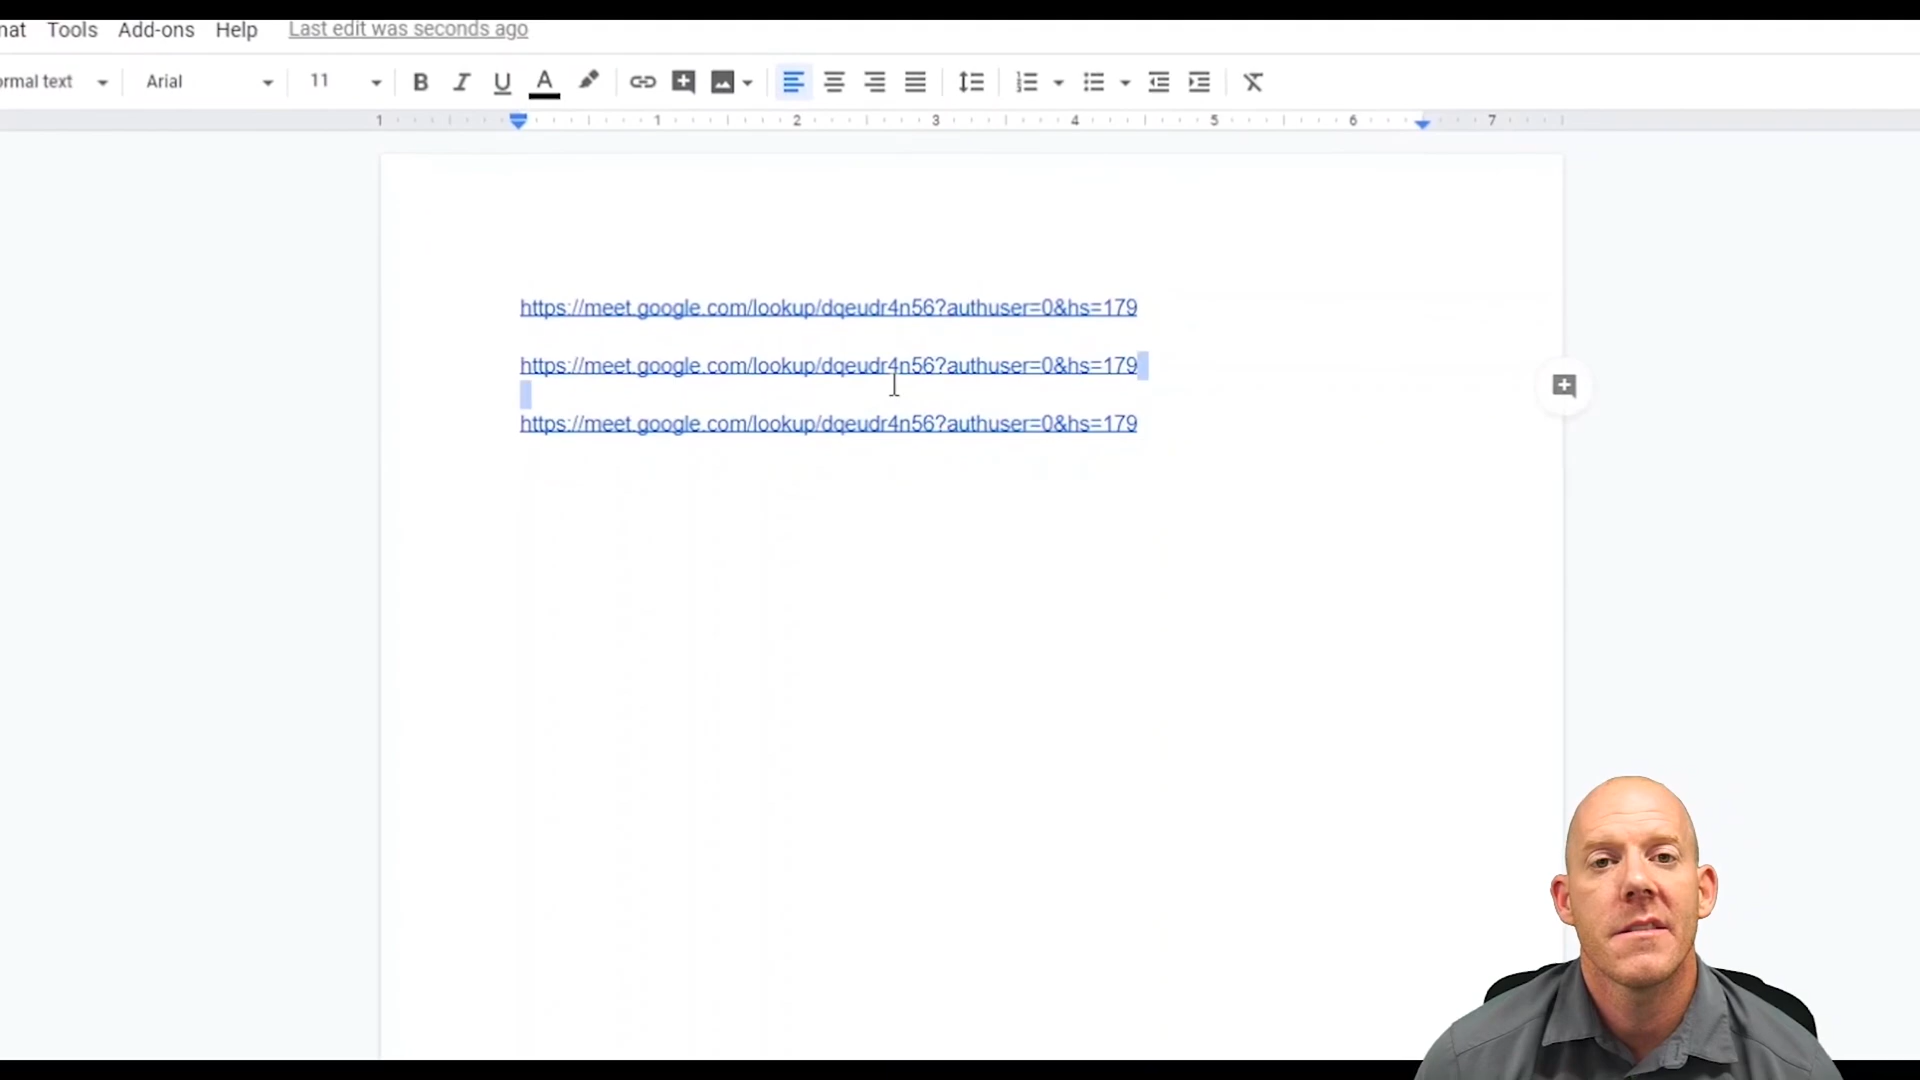 mat Tools Add-ons Help Last edit was seconds ago
ormal text Arial 11
1 1 2 3 4 5 6 7
https://meet.google.com/lookup/dqeudr4n56?authuser=0&hs=179
https://meet.google.com/lookup/dqeudr4n56?authuser=0&hs=179
https://meet.google.com/lookup/dqeudr4n56?authuser=0&hs=179